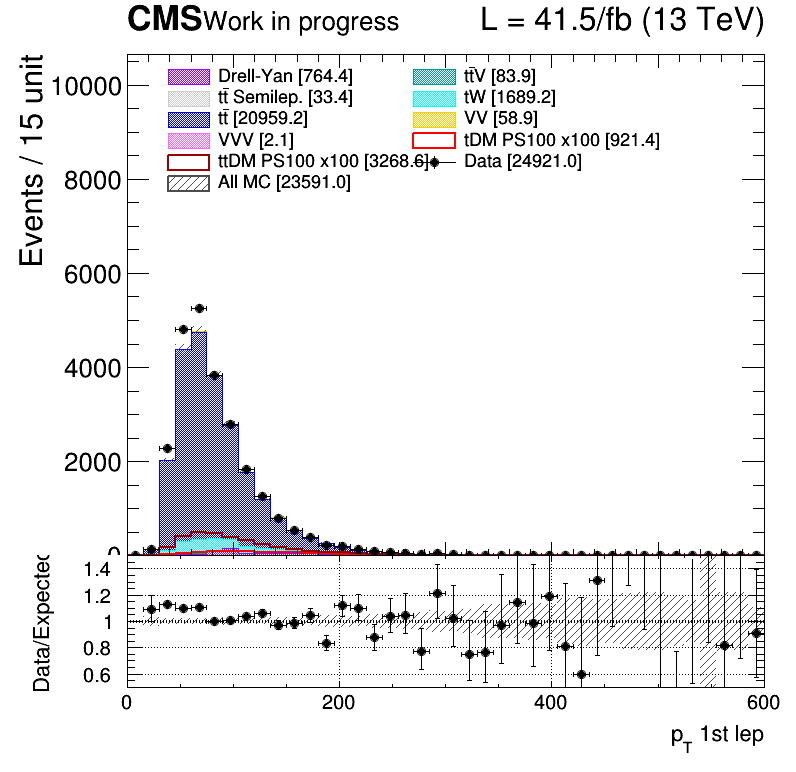 CMS Work in progress L = 41.5/fb (13 TeV)
Events / 15 unit
10000
8000
6000
4000
2000
0
Drell-Yan [764.4]
tt̄V [83.9]
tt̄ Semilep. [33.4]
tW [1689.2]
tt̄ [20959.2]
VV [58.9]
VVV [2.1]
tDM PS100 x100 [921.4]
ttDM PS100 x100 [3268.6]
Data [24921.0]
All MC [23591.0]
Data/Expected
1.4
1.2
1
0.8
0.6
0 200 400 600
p_T 1st lep